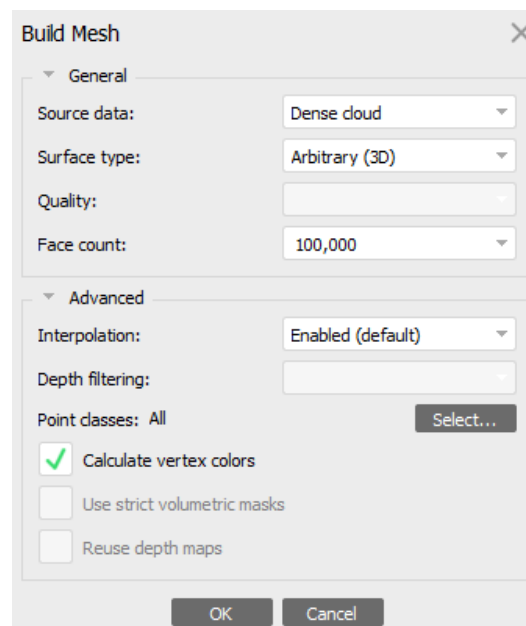 Build Mesh
General
Source data: Dense cloud
Surface type: Arbitrary (3D)
Quality:
Face count: 100,000
Advanced
Interpolation: Enabled (default)
Depth filtering:
Point classes: All Select...
Calculate vertex colors
Use strict volumetric masks
Reuse depth maps
OK Cancel